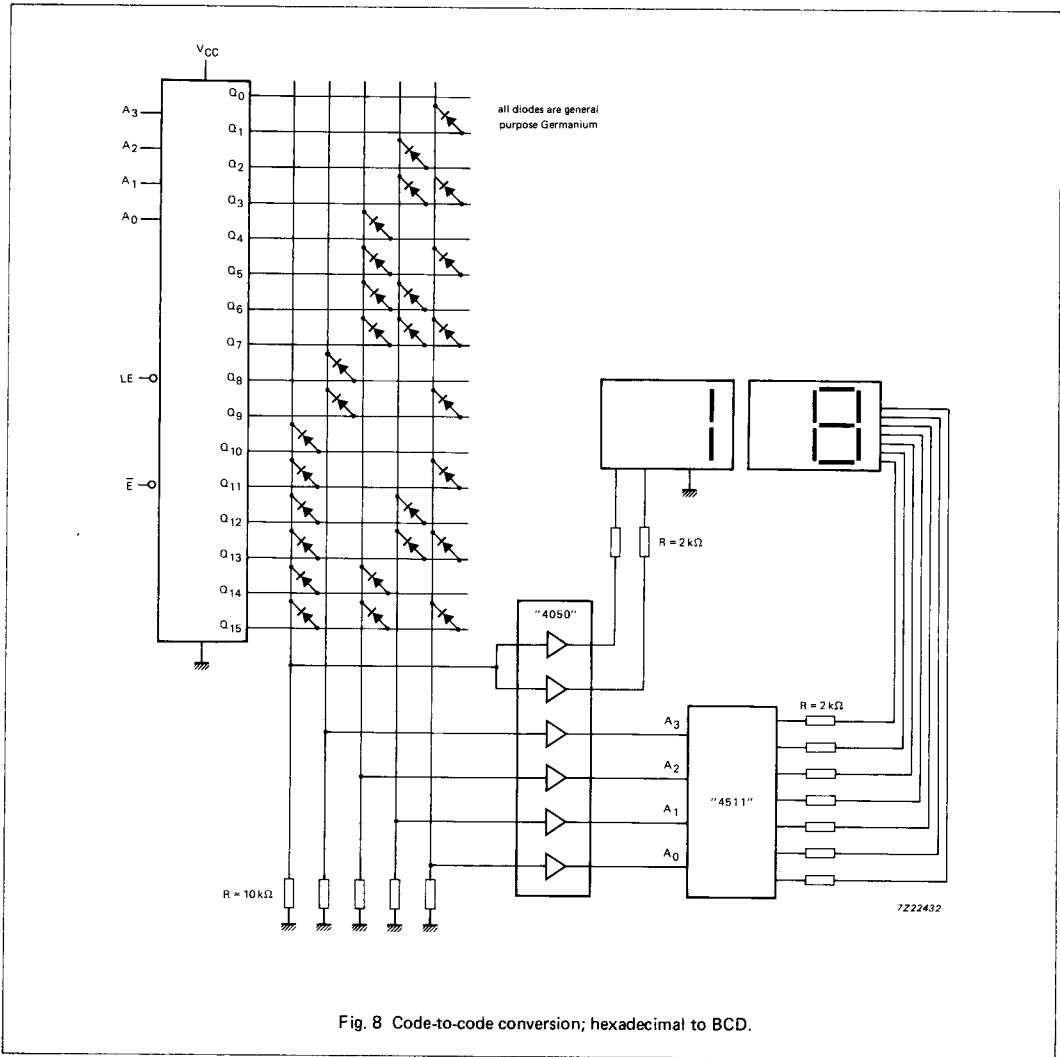 VCC
Q0
A3
all diodes are general
purpose Germanium
Q1
A2
Q2
A1
Q3
A0
Q4
Q5
Q6
Q7
LE
Q8
Q9
Q10
E̅
Q11
Q12
Q13
R = 2 kΩ
Q14
"4050"
Q15
A3
R = 2 kΩ
A2
"4511"
A1
A0
R = 10 kΩ
7Z22432
Fig. 8 Code-to-code conversion; hexadecimal to BCD.